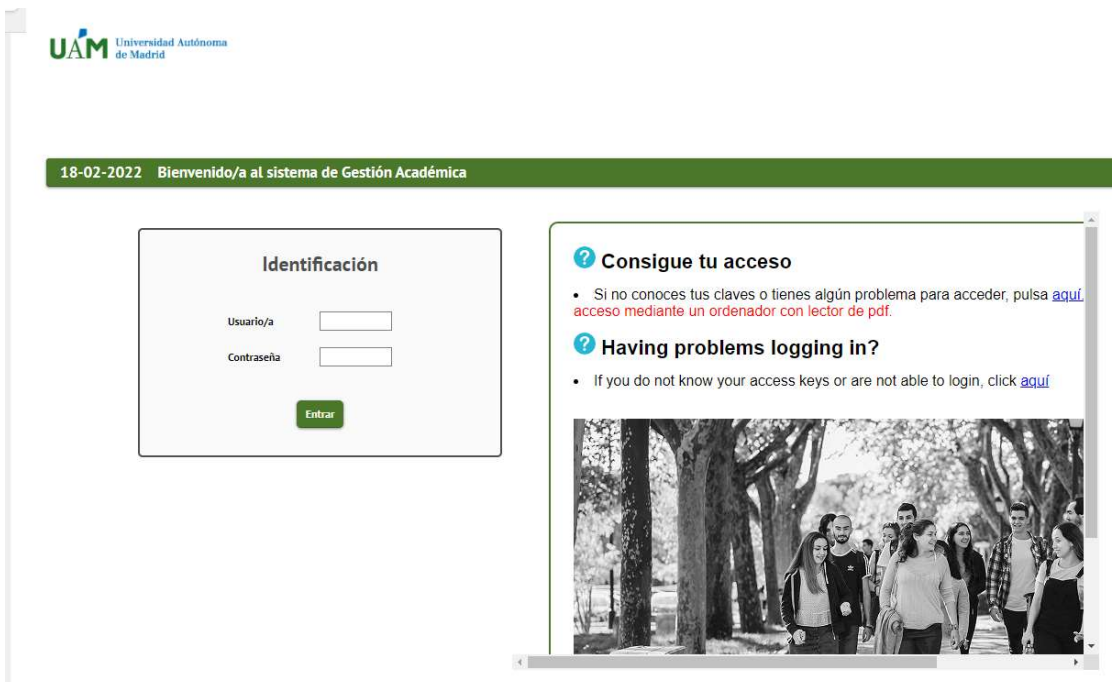 UAM Universidad Autónoma
de Madrid
18-02-2022 Bienvenido/a al sistema de Gestión Académica
Identificación
Usuario/a
Contraseña
Entrar
? Consigue tu acceso
• Si no conoces tus claves o tienes algún problema para acceder, pulsa aquí.
acceso mediante un ordenador con lector de pdf.
? Having problems logging in?
• If you do not know your access keys or are not able to login, click aquí